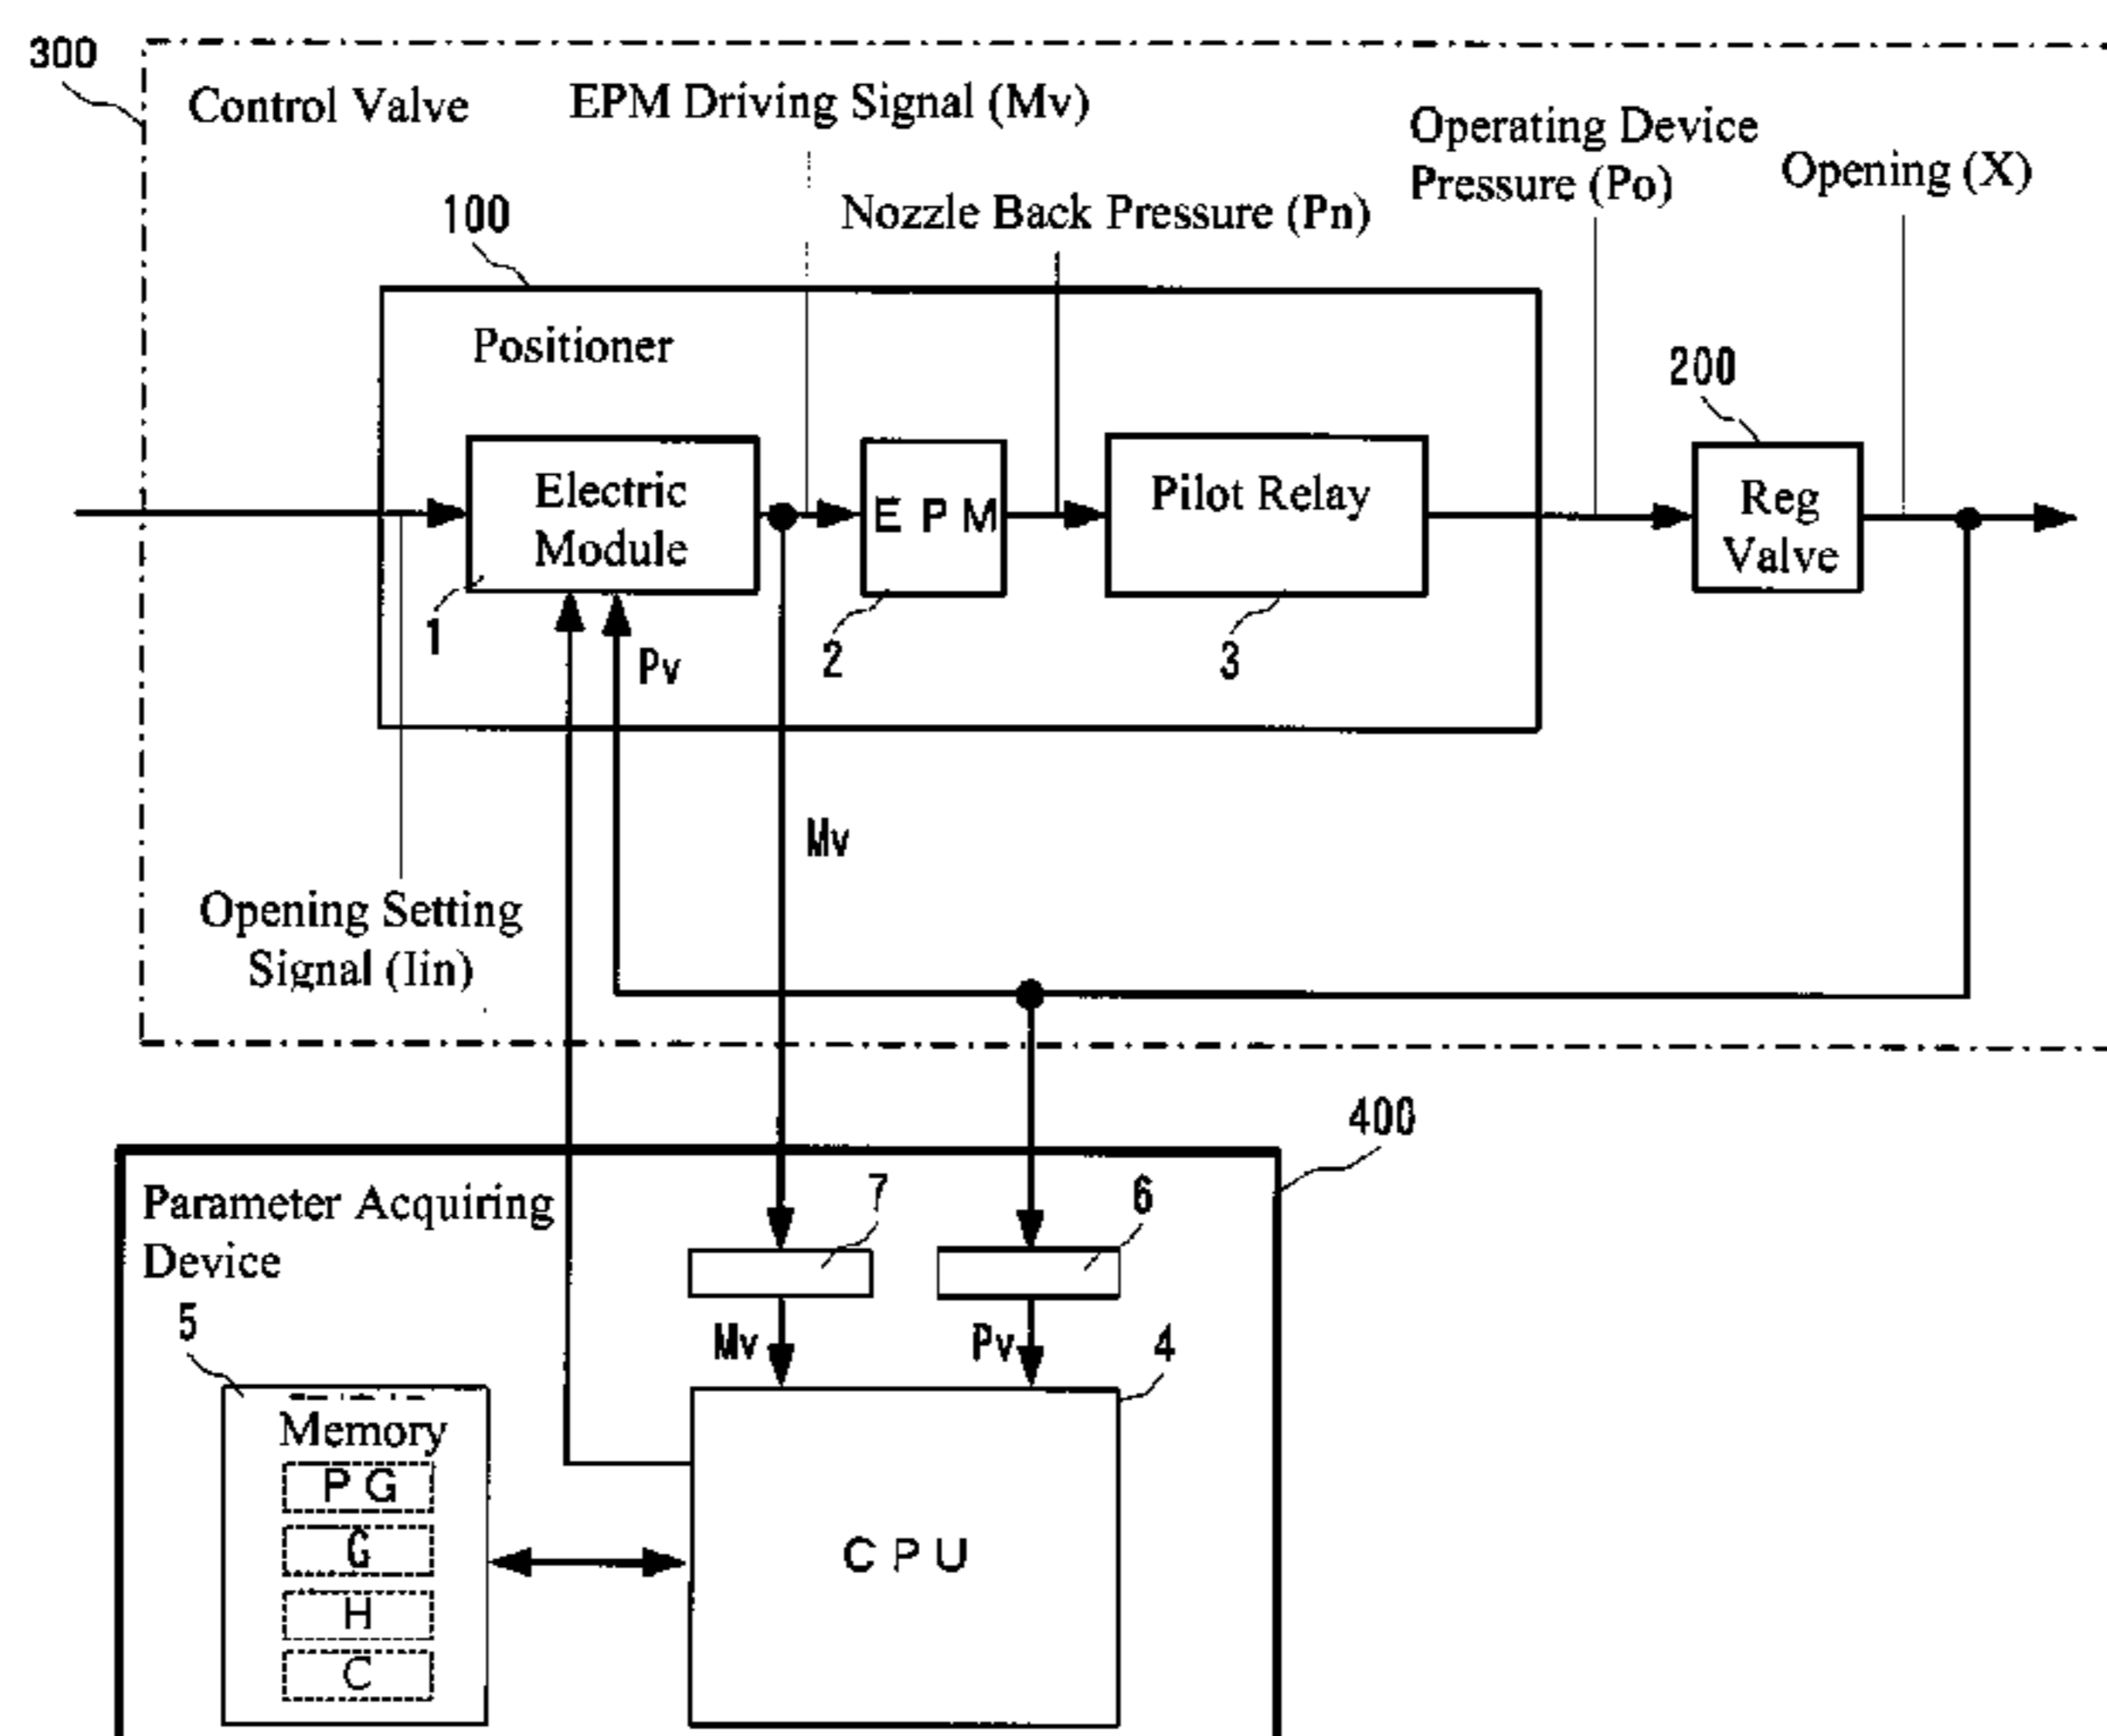 300
Control Valve
EPM Driving Signal (Mv)
Operating Device
Pressure (Po)
Opening (X)
100
Nozzle Back Pressure (Pn)
Positioner
200
Electric
Module
E P M
Pilot Relay
Reg
Valve
1
Pv
2
3
Mv
Opening Setting
Signal (Iin)
400
Parameter Acquiring
Device
7
6
5
Mv
Pv
4
Memory
P G
G
H
C
C P U